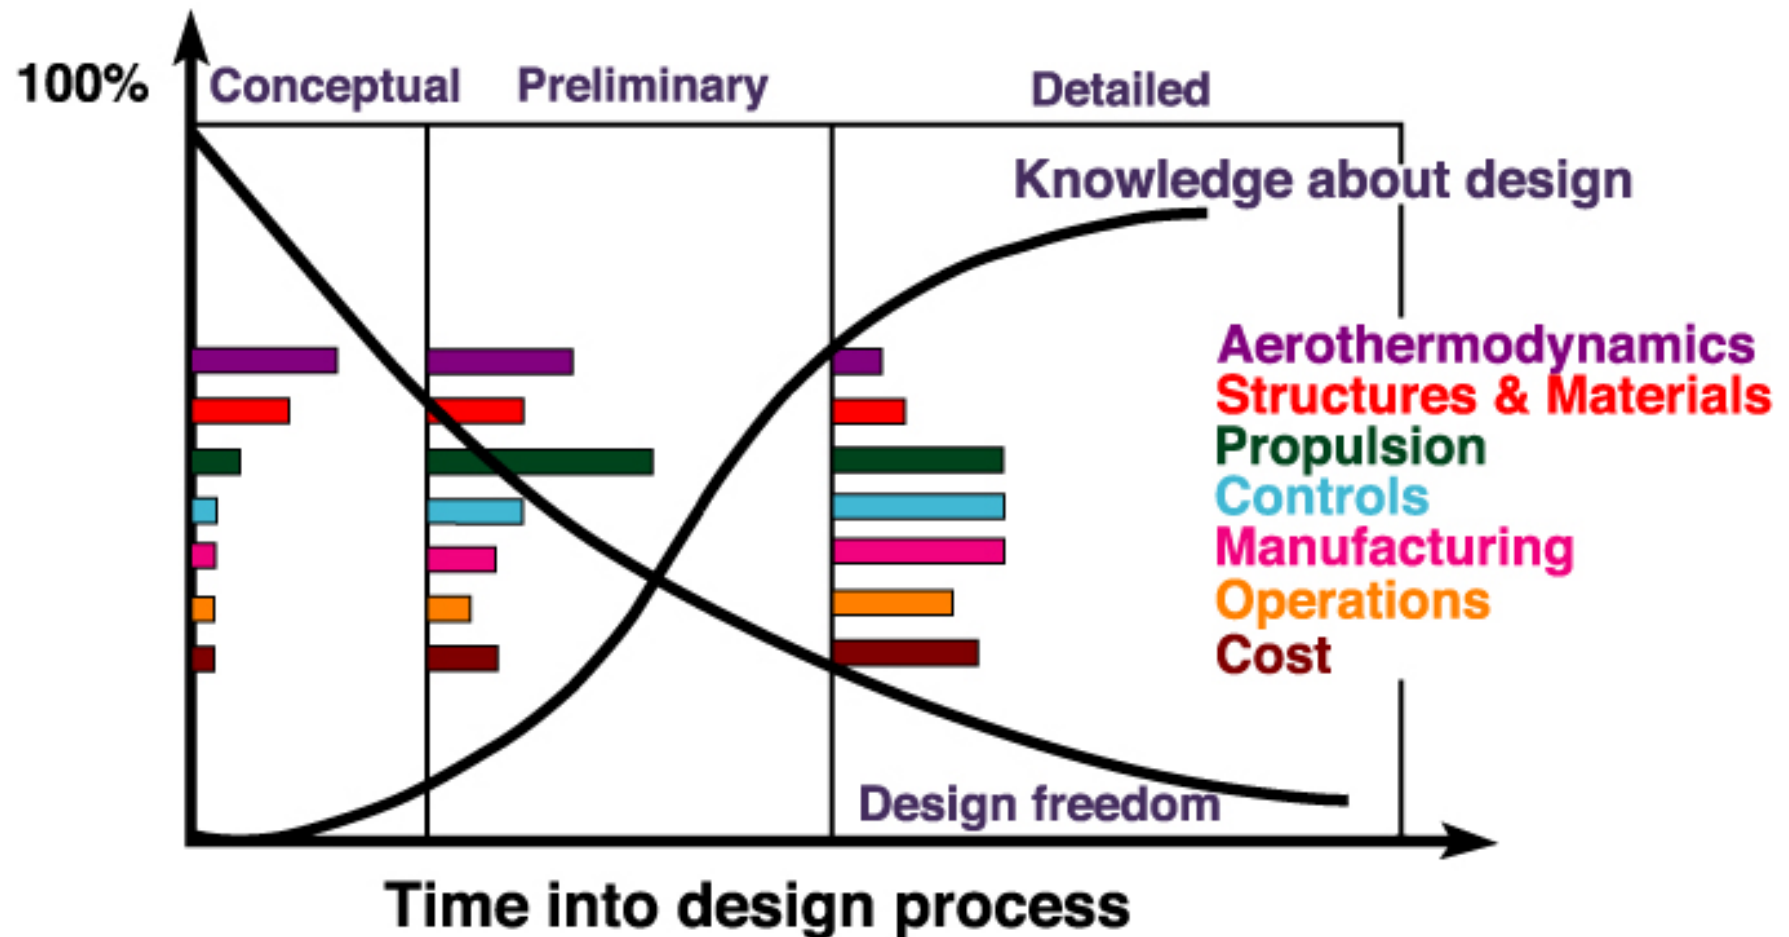 100%
Conceptual
Preliminary
Detailed
Knowledge about design
Aerothermodynamics
Structures & Materials
Propulsion
Controls
Manufacturing
Operations
Cost
Design freedom
Time into design process